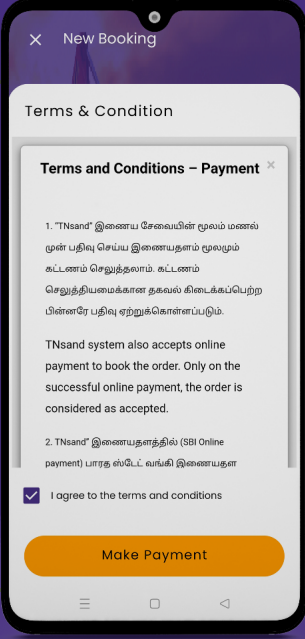 New Booking
Terms & Condition
Terms and Conditions – Payment
1. "TNsand" இணைய சேவையின் மூலம் மணல்
முன் பதிவு செய்ய இணையதளம் மூலமும்
கட்டணம் செலுத்தலாம். கட்டணம்
செலுத்தியமைக்கான தகவல் கிடைக்கப்பெற்ற
பின்னரே பதிவு ஏற்றுக்கொள்ளப்படும்.
TNsand system also accepts online
payment to book the order. Only on the
successful online payment, the order is
considered as accepted.
2. TNsand" இணையதளத்தில் (SBI Online
payment) பாரத ஸ்டேட் வங்கி இணையதள
I agree to the terms and conditions
Make Payment